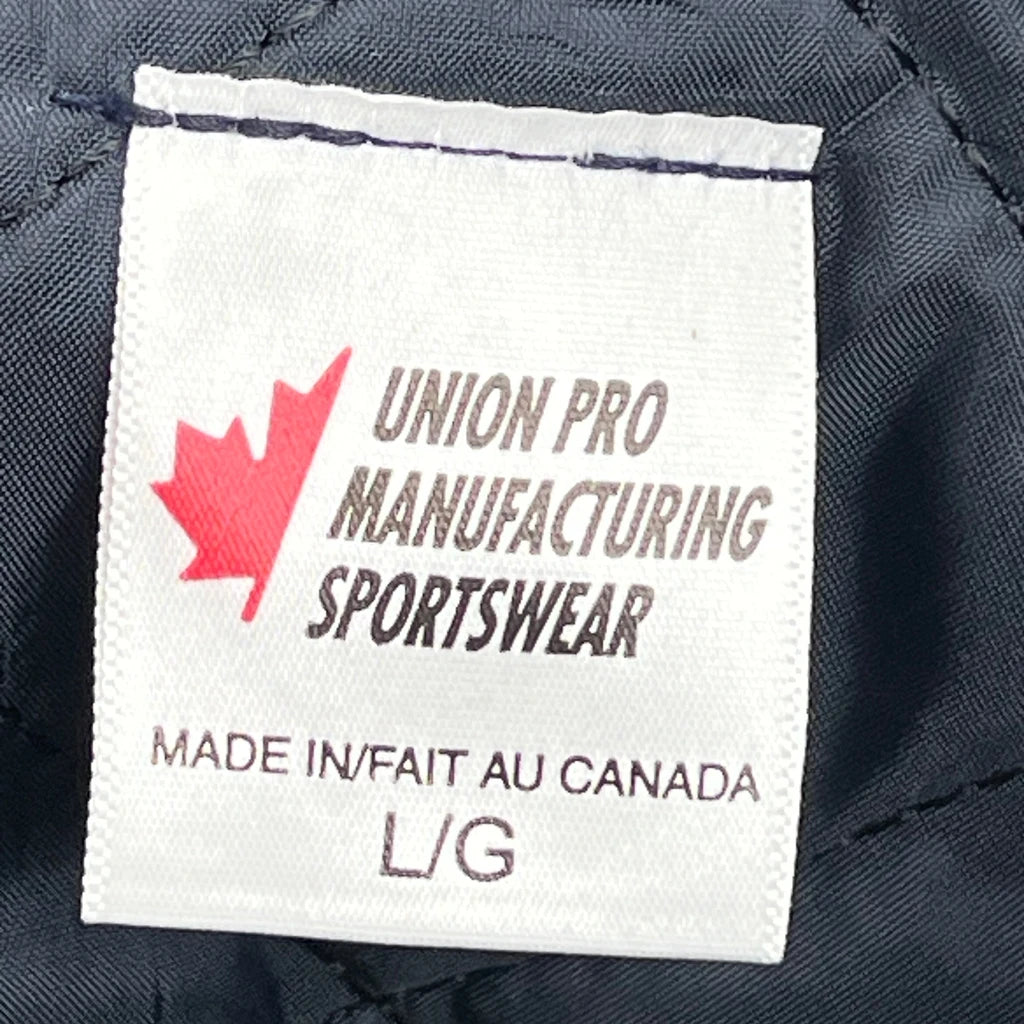 UNION PRO
MANUFACTURING
SPORTSWEAR
MADE IN/FAIT AU CANADA
L/G